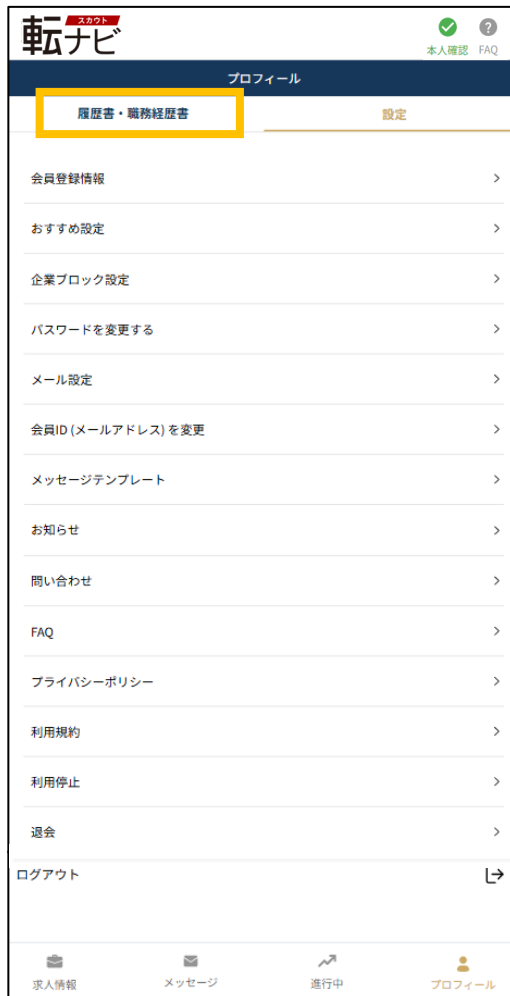 スカウト
転ナビ
本人確認 FAQ
プロフィール
履歴書・職務経歴書 設定
会員登録情報
おすすめ設定
企業ブロック設定
パスワードを変更する
メール設定
会員ID (メールアドレス) を変更
メッセージテンプレート
お知らせ
問い合わせ
FAQ
プライバシーポリシー
利用規約
利用停止
退会
ログアウト
求人情報 メッセージ 進行中 プロフィール